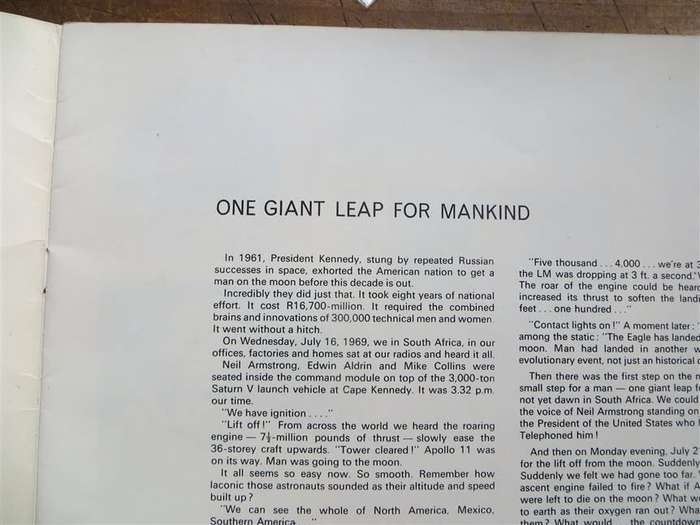 ONE GIANT LEAP FOR MANKIND
In 1961, President Kennedy, stung by repeated Russian
successes in space, exhorted the American nation to get a
man on the moon before this decade is out.
Incredibly they did just that. It took eight years of national
effort. It cost R16,700-million. It required the combined
brains and innovations of 300,000 technical men and women.
It went without a hitch.
On Wednesday, July 16, 1969, we in South Africa, in our
offices, factories and homes sat at our radios and heard it all.
Neil Armstrong, Edwin Aldrin and Mike Collins were
seated inside the command module on top of the 3,000-ton
Saturn V launch vehicle at Cape Kennedy. It was 3.32 p.m.
our time.
"We have ignition . . . ."
"Lift off!" From across the world we heard the roaring
engine — 7½-million pounds of thrust — slowly ease the
36-storey craft upwards. "Tower cleared!" Apollo 11 was
on its way. Man was going to the moon.
It all seems so easy now. So smooth. Remember how
laconic those astronauts sounded as their altitude and speed
built up?
"We can see the whole of North America, Mexico,
Southern America "
"Five thousand . . . 4,000 . . . we're at
the LM was dropping at 3 ft. a second."
The roar of the engine could be heard
increased its thrust to soften the
feet . . . one hundred . . ."
"Contact lights on!" A moment later:
among the static: "The Eagle has landed
moon. Man had landed in another
evolutionary event, not just an historical
Then there was the first step on the
small step for a man — one giant leap
not yet dawn in South Africa. We could
the voice of Neil Armstrong standing on
the President of the United States who
Telephoned him!
And then on Monday evening, July
for the lift off from the moon. Suddenly
Suddenly we felt we had gone too far.
ascent engine failed to fire? What if
were left to die on the moon? What
to earth as their oxygen ran out?
them? What would the